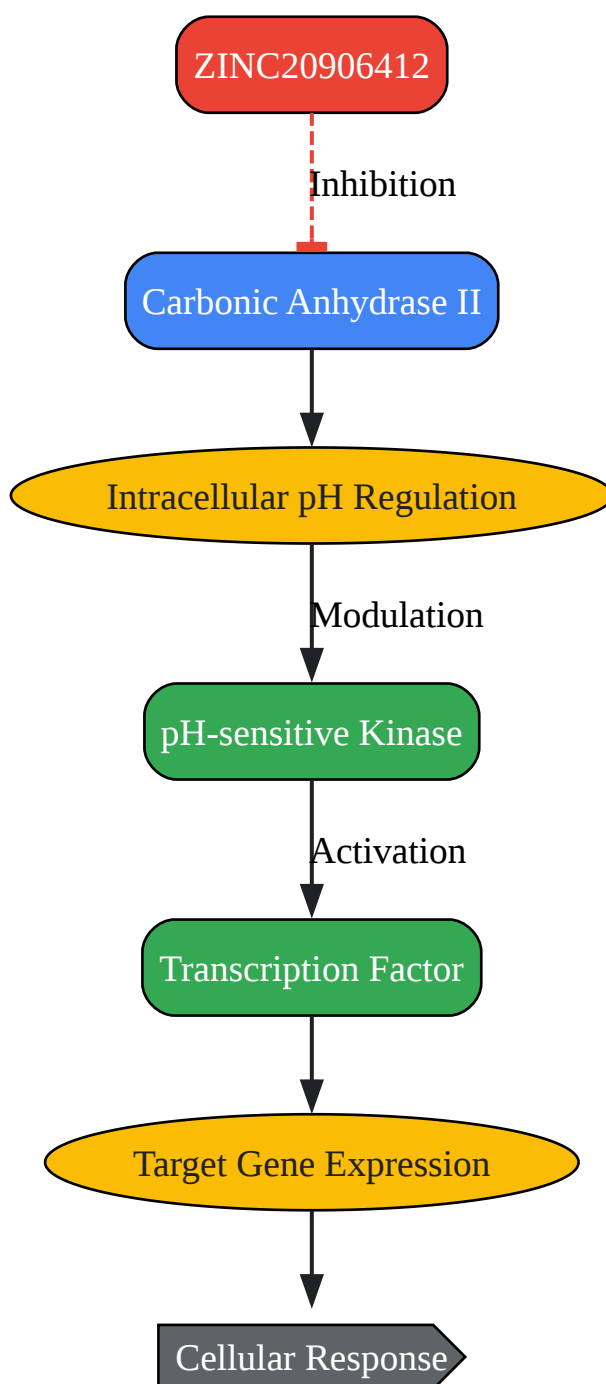 ZINC20906412
Inhibition
Carbonic Anhydrase II
Intracellular pH Regulation
Modulation
pH-sensitive Kinase
Activation
Transcription Factor
Target Gene Expression
Cellular Response